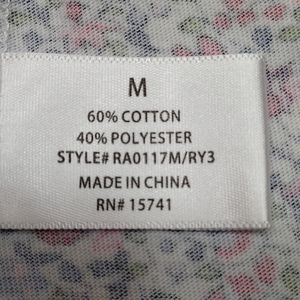 M
60% COTTON
40% POLYESTER
STYLE# RA0117M/RY3
MADE IN CHINA
RN# 15741